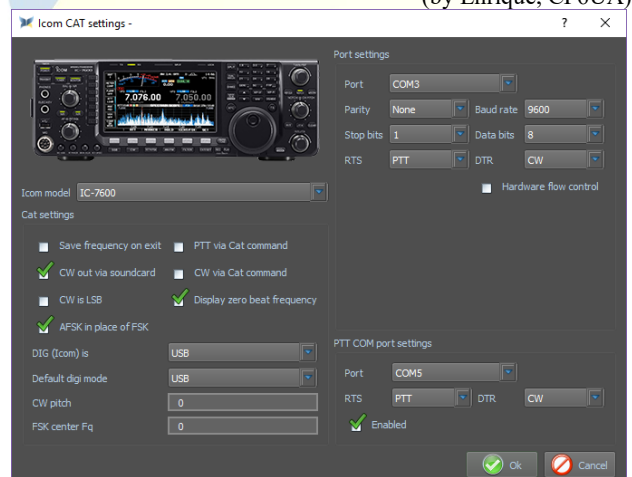 (by Enrique, CP6UA)
Icom CAT settings -
? ×
ICOM
7.076.00 7.050.00
Port settings
Port COM3
Parity None Baud rate 9600
Stop bits 1 Data bits 8
RTS PTT DTR CW
Hardware flow control
Icom model IC-7600
Cat settings
Save frequency on exit PTT via Cat command
CW out via soundcard CW via Cat command
CW is LSB Display zero beat frequency
AFSK in place of FSK
DIG (Icom) is USB
Default digi mode USB
CW pitch 0
FSK center Fq 0
PTT COM port settings
Port COM5
RTS PTT DTR CW
Enabled
Ok Cancel